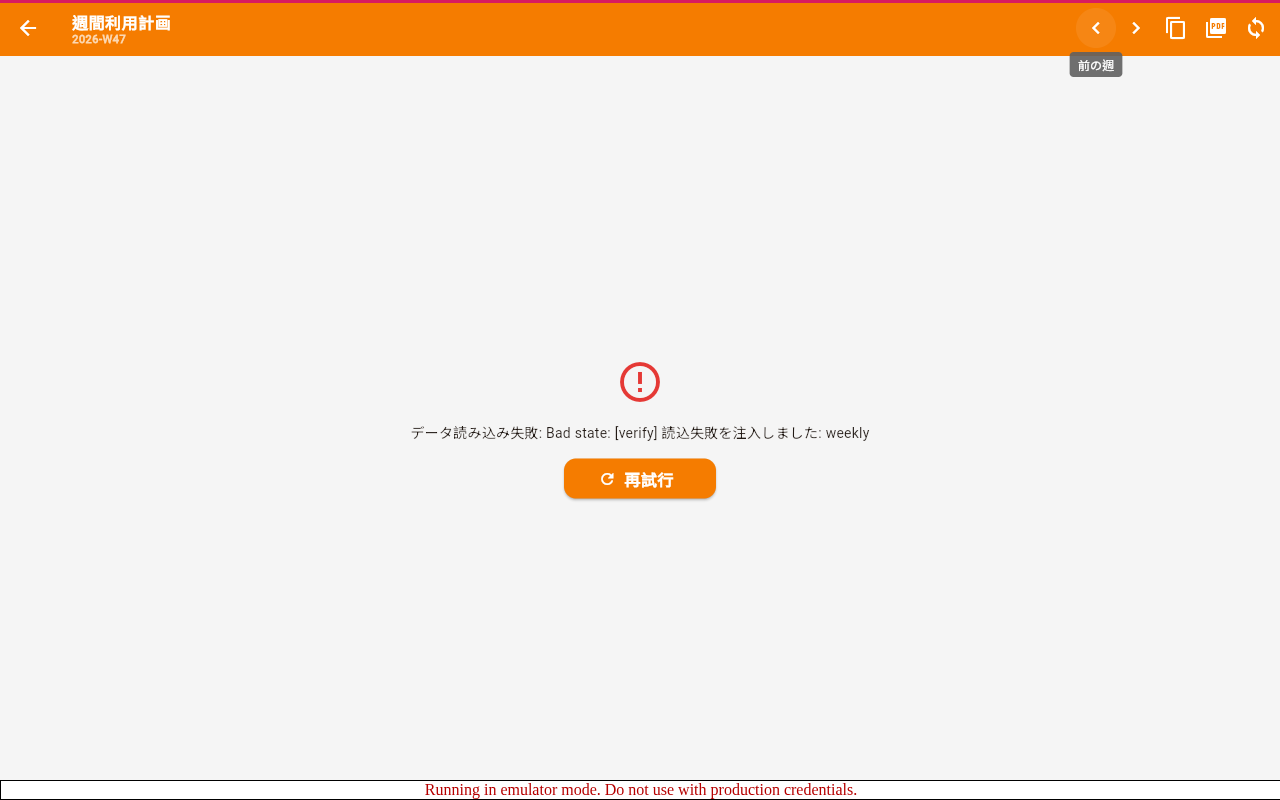 週間利用計画
2026-W47
前の週
PDF
データ読み込み失敗: Bad state: [verify] 読込失敗を注入しました: weekly
再試行
Running in emulator mode. Do not use with production credentials.